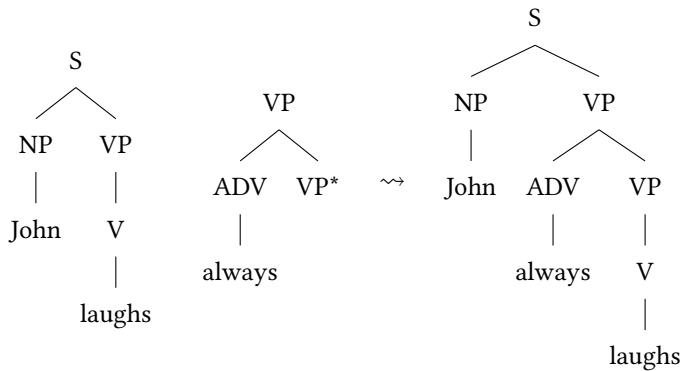 S
S
VP
NP VP
NP VP
ADV VP* ⇝ John ADV VP
John V
always
always V
laughs
laughs